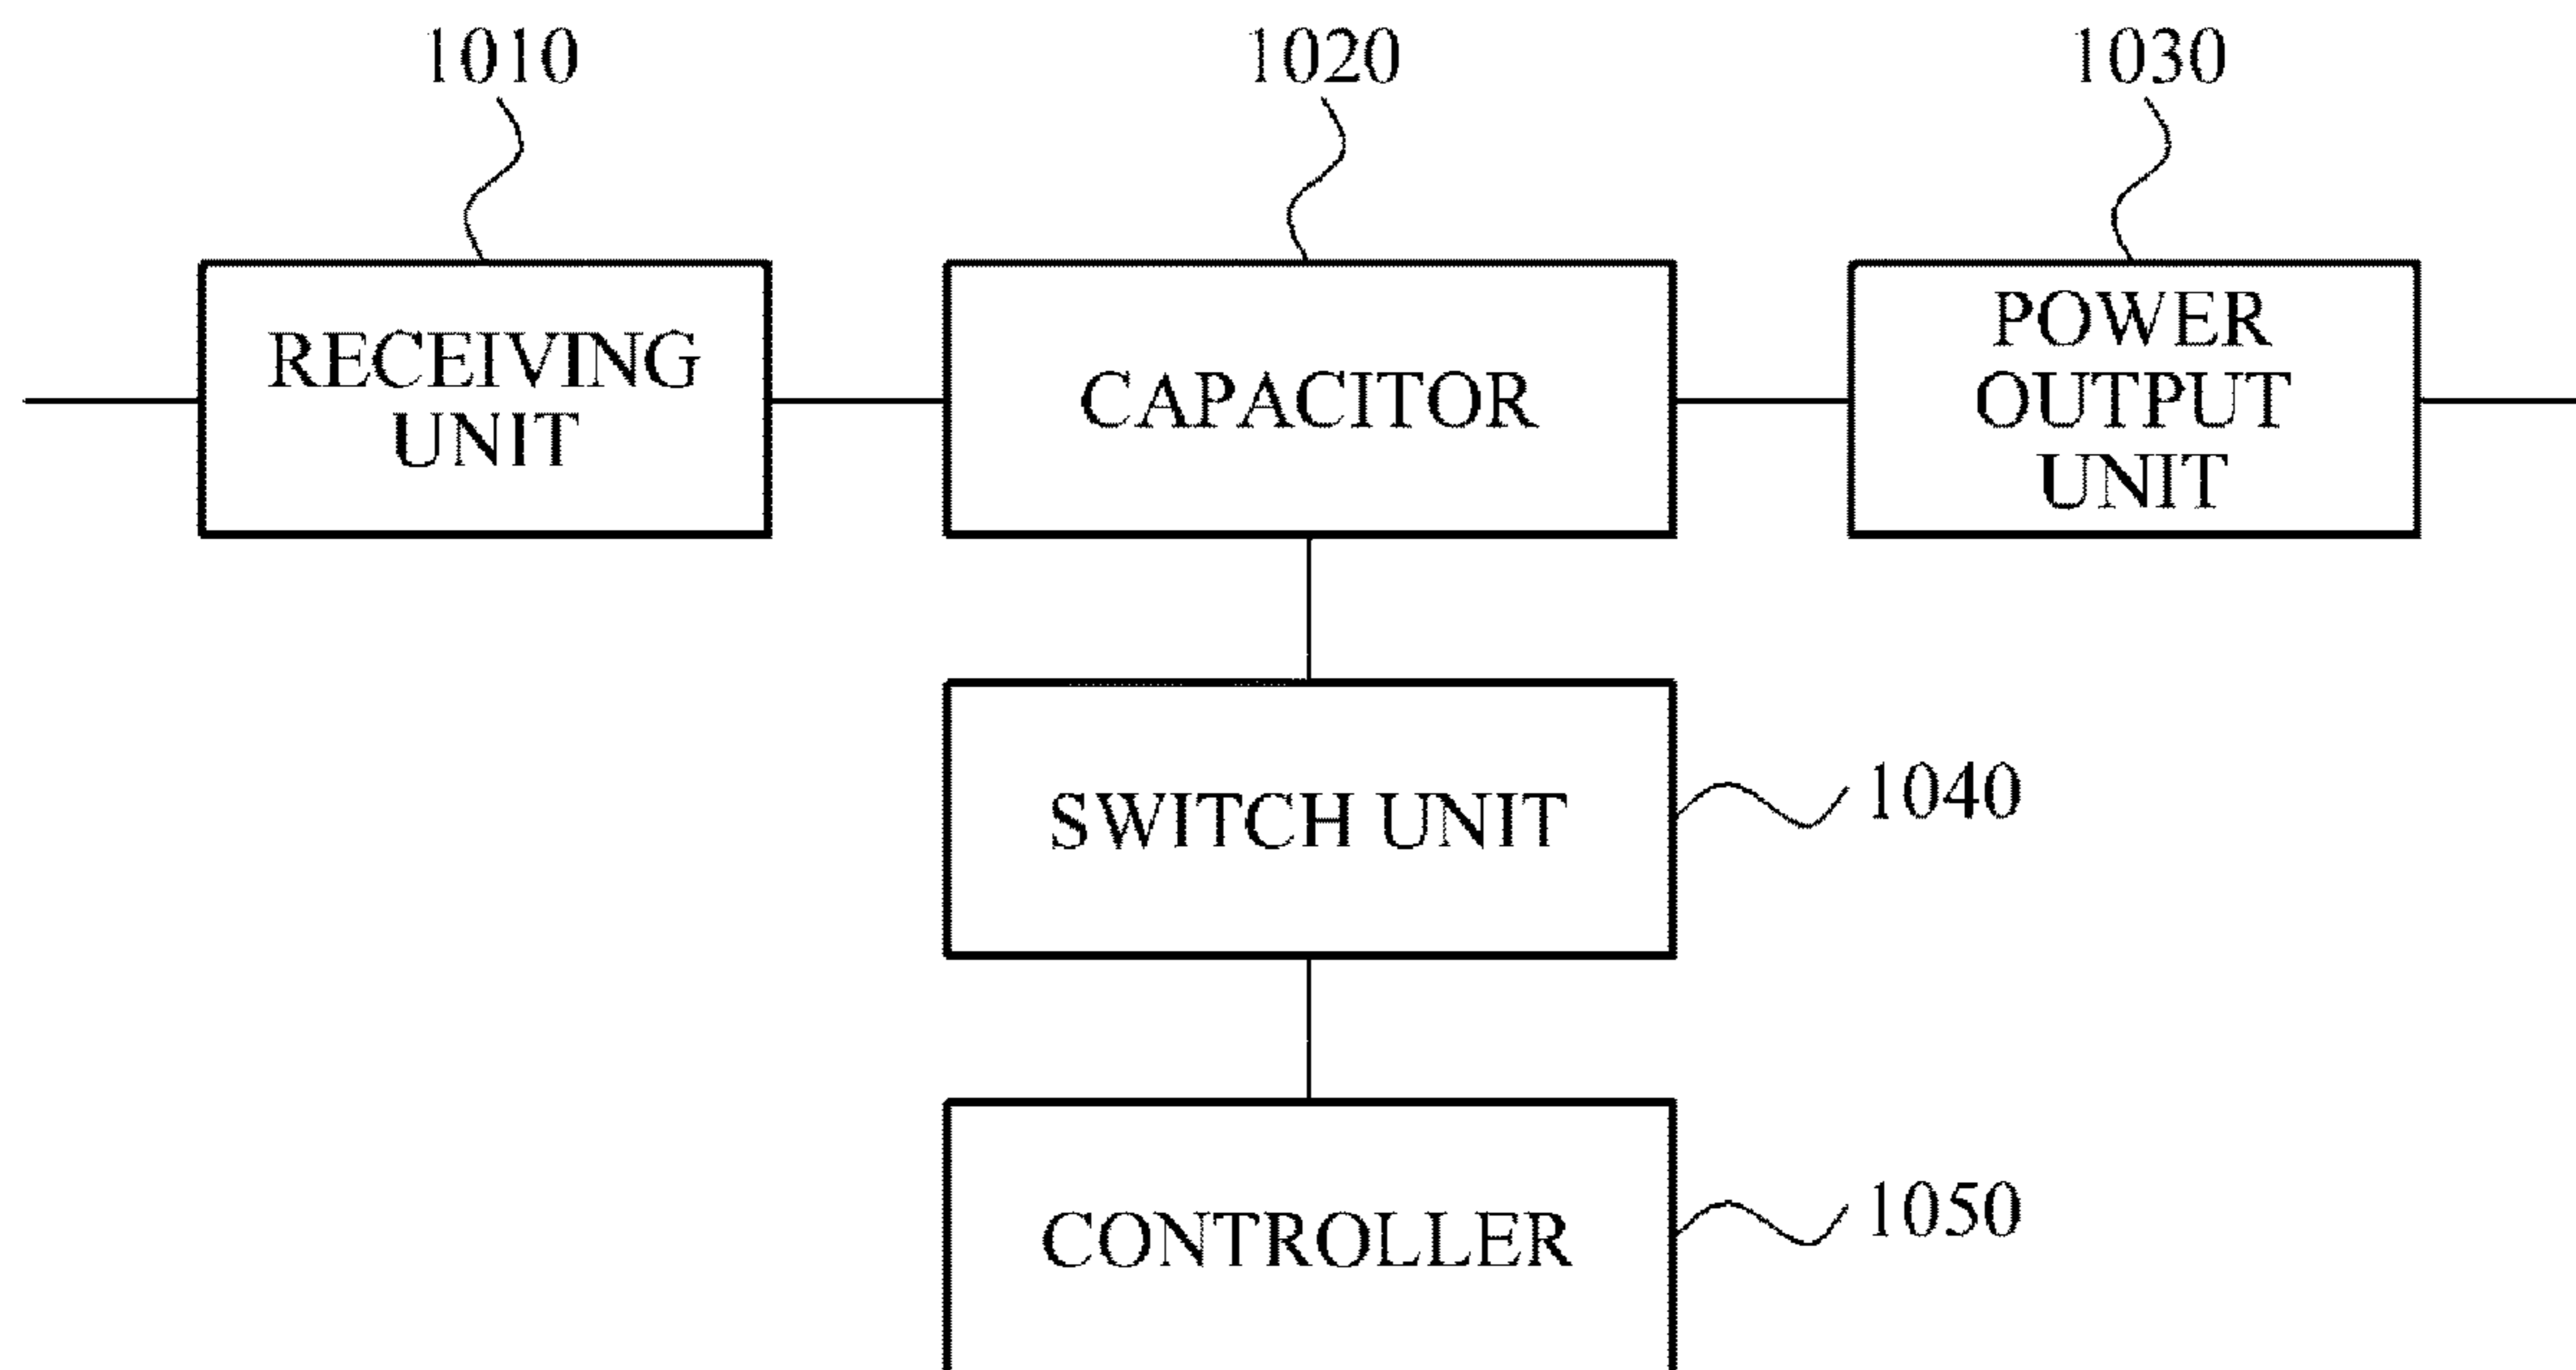 1010
1020
1030
RECEIVING
UNIT
CAPACITOR
POWER
OUTPUT
UNIT
SWITCH UNIT
1040
CONTROLLER
1050